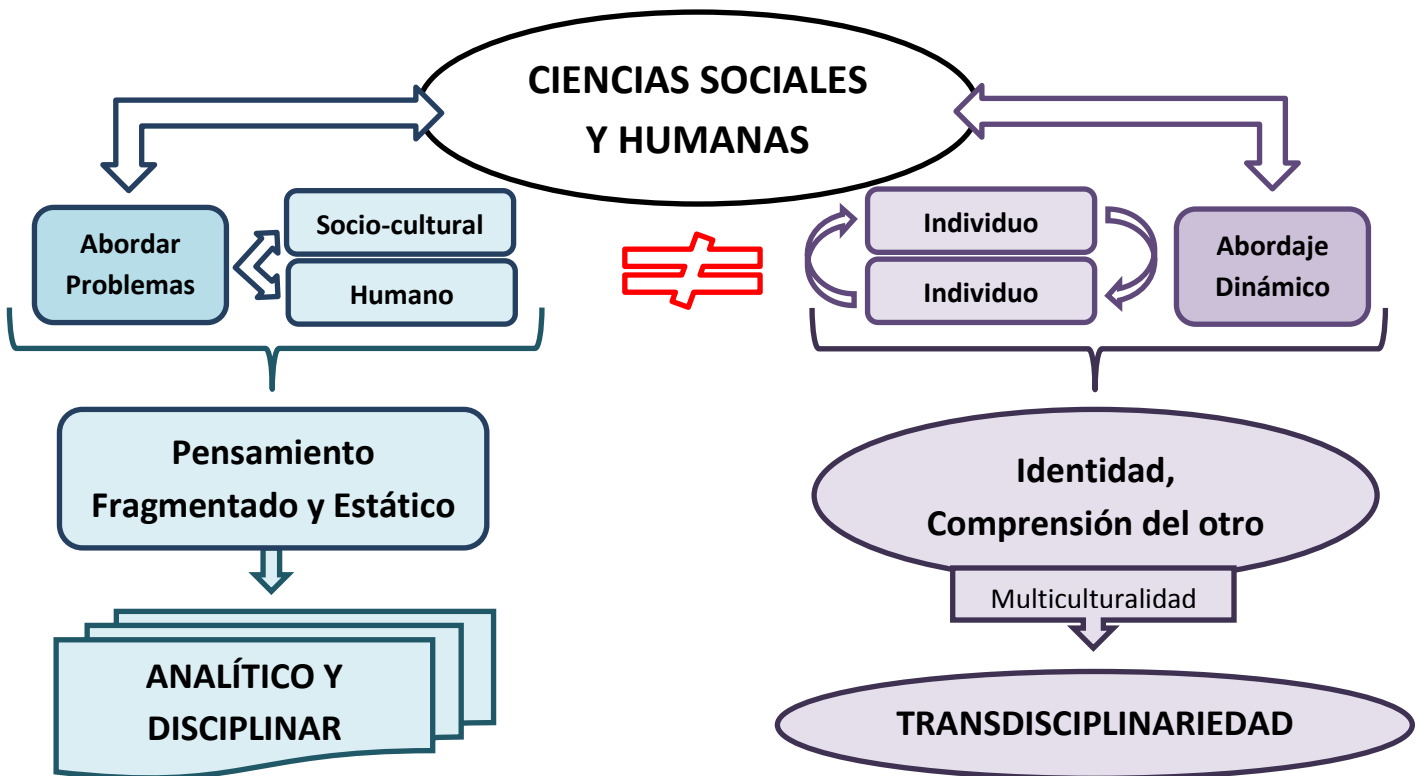 CIENCIAS SOCIALES
Y HUMANAS
Abordar
Problemas
Socio-cultural
Humano
Individuo
Individuo
Abordaje
Dinámico
Pensamiento
Fragmentado y Estático
Identidad,
Comprensión del otro
Multiculturalidad
ANALÍTICO Y
DISCIPLINAR
TRANSDISCIPLINARIEDAD